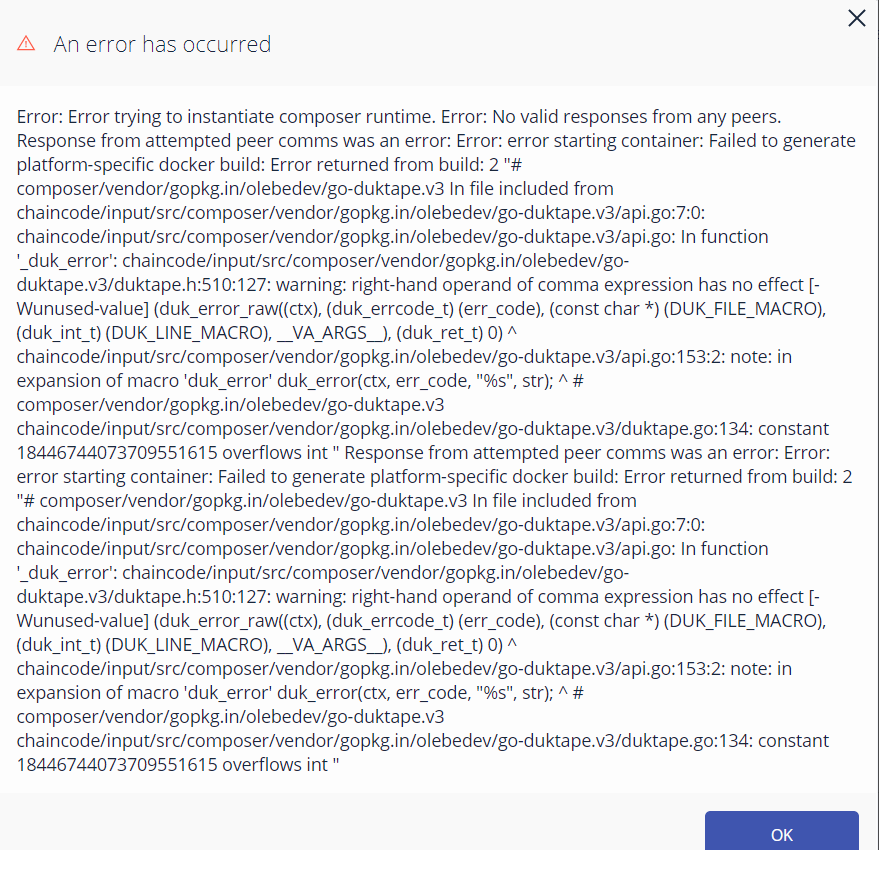 An error has occurred
Error: Error trying to instantiate composer runtime. Error: No valid responses from any peers.
Response from attempted peer comms was an error: Error: error starting container: Failed to generate
platform-specific docker build: Error returned from build: 2 "#
composer/vendor/gopkg.in/olebedev/go-duktape.v3 In file included from
chaincode/input/src/composer/vendor/gopkg.in/olebedev/go-duktape.v3/api.go:7:0:
chaincode/input/src/composer/vendor/gopkg.in/olebedev/go-duktape.v3/api.go: In function
'_duk_error': chaincode/input/src/composer/vendor/gopkg.in/olebedev/go-
duktape.v3/duktape.h:510:127: warning: right-hand operand of comma expression has no effect [-
Wunused-value] (duk_error_raw((ctx), (duk_errcode_t) (err_code), (const char *) (DUK_FILE_MACRO),
(duk_int_t) (DUK_LINE_MACRO), __VA_ARGS__), (duk_ret_t) 0) ^
chaincode/input/src/composer/vendor/gopkg.in/olebedev/go-duktape.v3/api.go:153:2: note: in
expansion of macro 'duk_error' duk_error(ctx, err_code, "%s", str); ^ #
composer/vendor/gopkg.in/olebedev/go-duktape.v3
chaincode/input/src/composer/vendor/gopkg.in/olebedev/go-duktape.v3/duktape.go:134: constant
18446744073709551615 overflows int " Response from attempted peer comms was an error: Error:
error starting container: Failed to generate platform-specific docker build: Error returned from build: 2
"# composer/vendor/gopkg.in/olebedev/go-duktape.v3 In file included from
chaincode/input/src/composer/vendor/gopkg.in/olebedev/go-duktape.v3/api.go:7:0:
chaincode/input/src/composer/vendor/gopkg.in/olebedev/go-duktape.v3/api.go: In function
'_duk_error': chaincode/input/src/composer/vendor/gopkg.in/olebedev/go-
duktape.v3/duktape.h:510:127: warning: right-hand operand of comma expression has no effect [-
Wunused-value] (duk_error_raw((ctx), (duk_errcode_t) (err_code), (const char *) (DUK_FILE_MACRO),
(duk_int_t) (DUK_LINE_MACRO), __VA_ARGS__), (duk_ret_t) 0) ^
chaincode/input/src/composer/vendor/gopkg.in/olebedev/go-duktape.v3/api.go:153:2: note: in
expansion of macro 'duk_error' duk_error(ctx, err_code, "%s", str); ^ #
composer/vendor/gopkg.in/olebedev/go-duktape.v3
chaincode/input/src/composer/vendor/gopkg.in/olebedev/go-duktape.v3/duktape.go:134: constant
18446744073709551615 overflows int "
OK